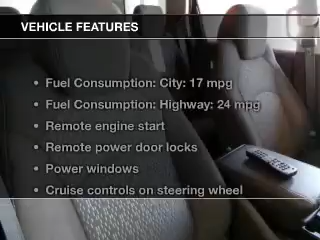 VEHICLE FEATURES
• Fuel Consumption: City: 17 mpg
• Fuel Consumption: Highway: 24 mpg
• Remote engine start
• Remote power door locks
• Power windows
• Cruise controls on steering wheel